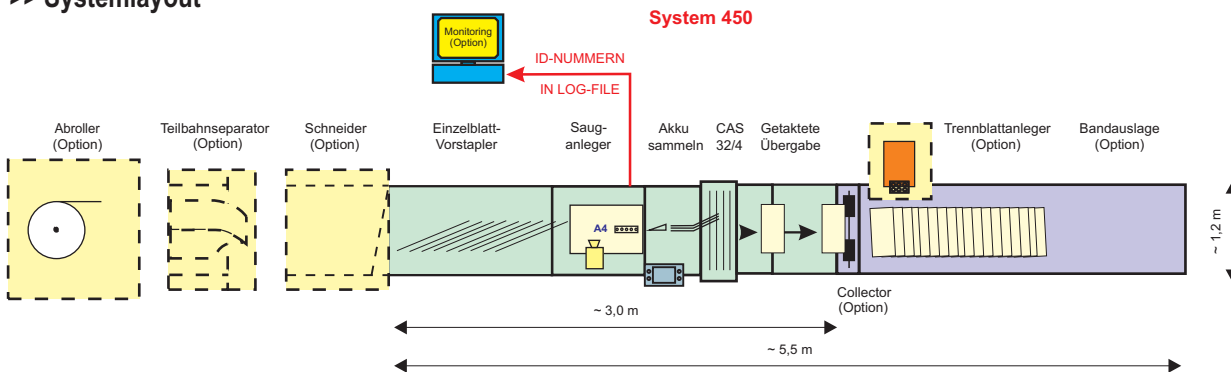 >> Systemlayout
System 450
Monitoring
(Option)
ID-NUMMERN
IN LOG-FILE
Abroller
(Option)
Teilbahnseparator
(Option)
Schneider
(Option)
Einzelblatt-
Vorstapler
Saug-
anleger
Akku
sammeln
CAS
32/4
Getaktete
Übergabe
Trennblattanleger
(Option)
Bandauslage
(Option)
A4
~ 1,2 m
Collector
(Option)
~ 3,0 m
~ 5,5 m